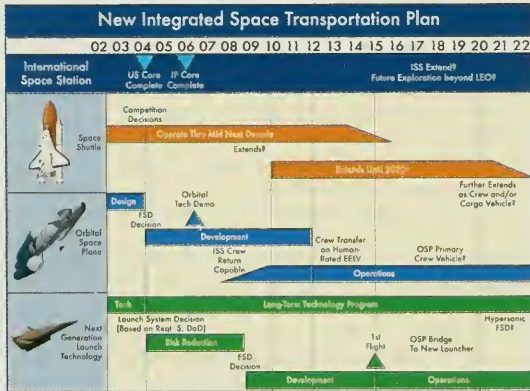 New Integrated Space Transportation Plan
02 03 04 05 06 07 08 09 10 11 12 13 14 15 16 17 18 19 20 21 22
International
Space Station
US Core
Complete
IP Core
Complete
ISS Extend?
Future Exploration beyond LEO?
Space
Shuttle
Competition
Decisions
Operate Thru Mid Next Decade
Extends?
Extends Until 2020+
Further Extends
as Crew and/or
Cargo Vehicle?
Orbital
Space
Plane
Design
FSD
Decision
Orbital
Tech Demo
Development
ISS Crew
Return
Capable
Crew Transfer
on Human-
Rated EELV
OSP Primary
Crew Vehicle?
Operations
Next
Generation
Launch
Technology
Tech
Long-Term Technology Program
Launch System Decision
(Based on Reqt. S, DoD)
Risk Reduction
FSD
Decision
1st
Flight
OSP Bridge
To New Launcher
Hypersonic
FSD?
Development
Operations